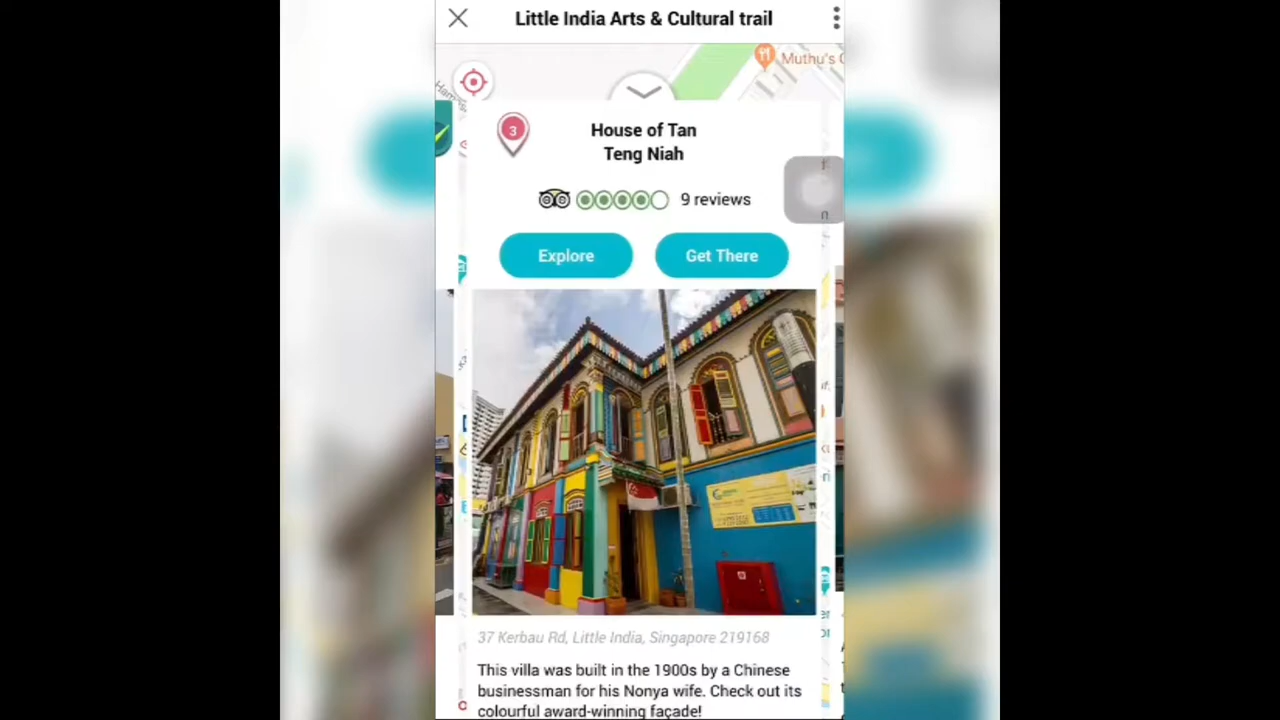 Little India Arts & Cultural trail
Muthu's
3
House of Tan
Teng Niah
9 reviews
Explore
Get There
37 Kerbau Rd, Little India, Singapore 219168
This villa was built in the 1900s by a Chinese
businessman for his Nonya wife. Check out its
colourful award-winning façade!